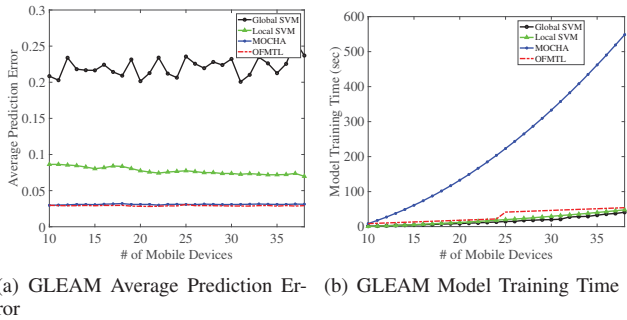 0.3
0.25
0.2
0.15
0.1
0.05
0
Average Prediction Error
Global SVM
Local SVM
MOCHA
OFMTL
10 15 20 25 30 35
# of Mobile Devices
600
500
400
300
200
100
0
Model Training Time (sec)
Global SVM
Local SVM
MOCHA
OFMTL
10 15 20 25 30 35
# of Mobile Devices
(a) GLEAM Average Prediction Er-
ror
(b) GLEAM Model Training Time